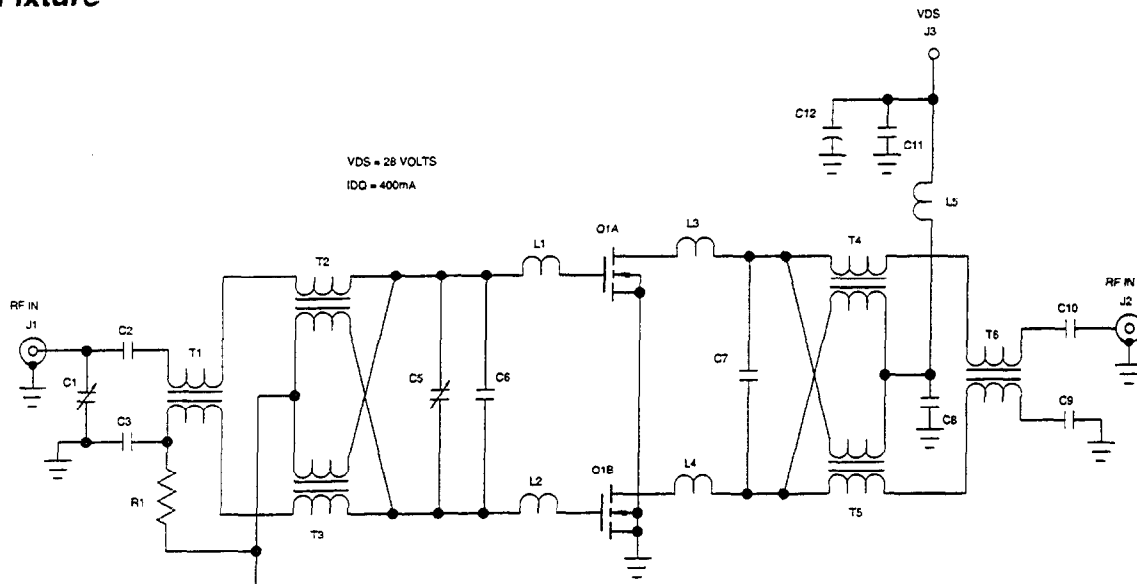 Fixture
VDS
J3
C12
C11
VDS = 28 VOLTS
IDQ = 400mA
L5
Q1A
L3
L1
T4
T2
RF IN
J1
RF IN
J2
C2
C10
T1
T6
C1
C5
C6
C7
C3
C8
C9
R1
L2
Q1B
L4
T3
T5